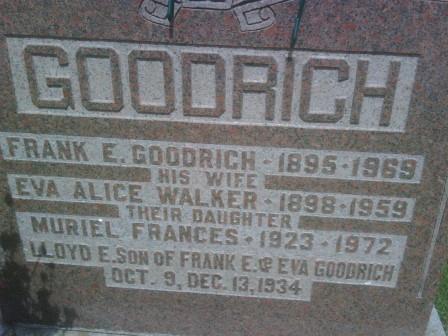 GOODRICH
FRANK E. GOODRICH · 1895 · 1969
HIS WIFE
EVA ALICE WALKER · 1898 · 1959
THEIR DAUGHTER
MURIEL FRANCES · 1923 · 1972
LLOYD E. SON OF FRANK E. & EVA GOODRICH
OCT. 9, DEC. 13, 1934